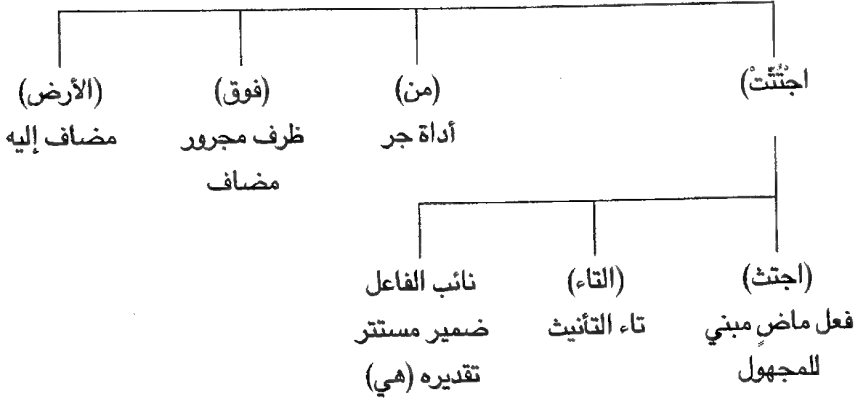 اجْتُثَّتْ) (من) (فوق) (الأرض)
أداة جر ظرف مجرور مضاف إليه
مضاف
(اجتث) (التاء) نائب الفاعل
فعل ماضٍ مبني تاء التأنيث ضمير مستتر
للمجهول تقديره (هي)